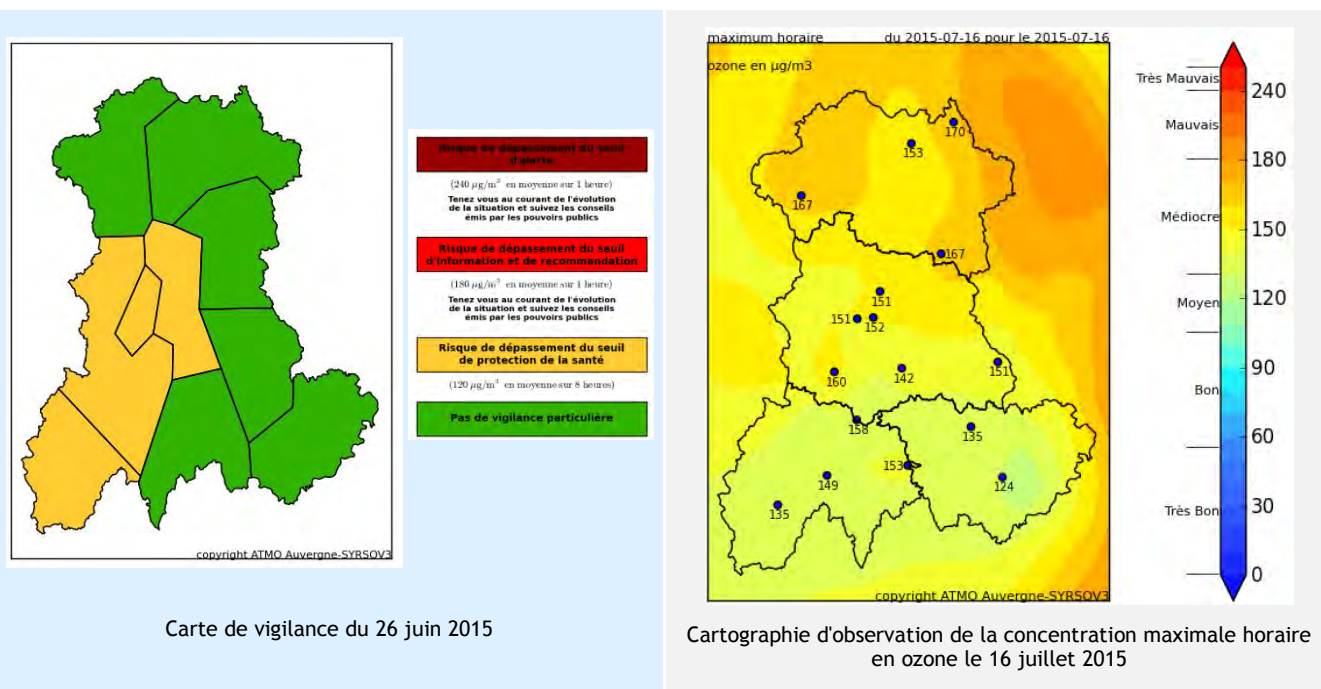 copyright ATMO Auvergne-SYRSOV3
Risque de dépassement du seuil
d'alerte
(240 µg/m³ en moyenne sur 1 heure)
Tenez vous au courant de l'évolution
de la situation et suivez les conseils
émis par les pouvoirs publics
Risque de dépassement du seuil
d'information et de recommandation
(180 µg/m³ en moyenne sur 1 heure)
Tenez vous au courant de l'évolution
de la situation et suivez les conseils
émis par les pouvoirs publics
Risque de dépassement du seuil
de protection de la santé
(120 µg/m³ en moyenne sur 8 heures)
Pas de vigilance particulière
Carte de vigilance du 26 juin 2015
maximum horaire du 2015-07-16 pour le 2015-07-16
ozone en µg/m3
170
153
167
167
151
151
152
160
142
151
158
135
153
149
124
135
copyright ATMO Auvergne-SYRSOV3
Très Mauvais
240
Mauvais
180
Médiocre
150
Moyen
120
90
Bon
60
30
Très Bon
0
Cartographie d'observation de la concentration maximale horaire
en ozone le 16 juillet 2015